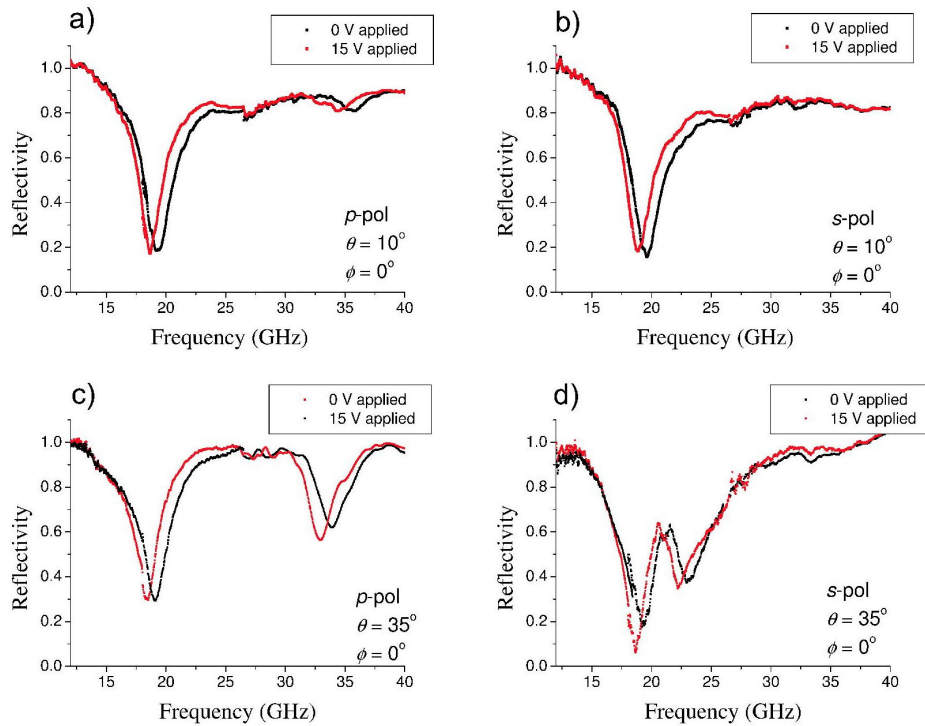 a)
0 V applied
15 V applied
1.0
0.8
0.6
0.4
0.2
0.0
Reflectivity
p-pol
θ = 10°
ϕ = 0°
15 20 25 30 35 40
Frequency (GHz)
b)
0 V applied
15 V applied
1.0
0.8
0.6
0.4
0.2
0.0
Reflectivity
s-pol
θ = 10°
ϕ = 0°
15 20 25 30 35 40
Frequency (GHz)
c)
0 V applied
15 V applied
1.0
0.8
0.6
0.4
0.2
0.0
Reflectivity
p-pol
θ = 35°
ϕ = 0°
15 20 25 30 35 40
Frequency (GHz)
d)
0 V applied
15 V applied
1.0
0.8
0.6
0.4
0.2
0.0
Reflectivity
s-pol
θ = 35°
ϕ = 0°
15 20 25 30 35 40
Frequency (GHz)